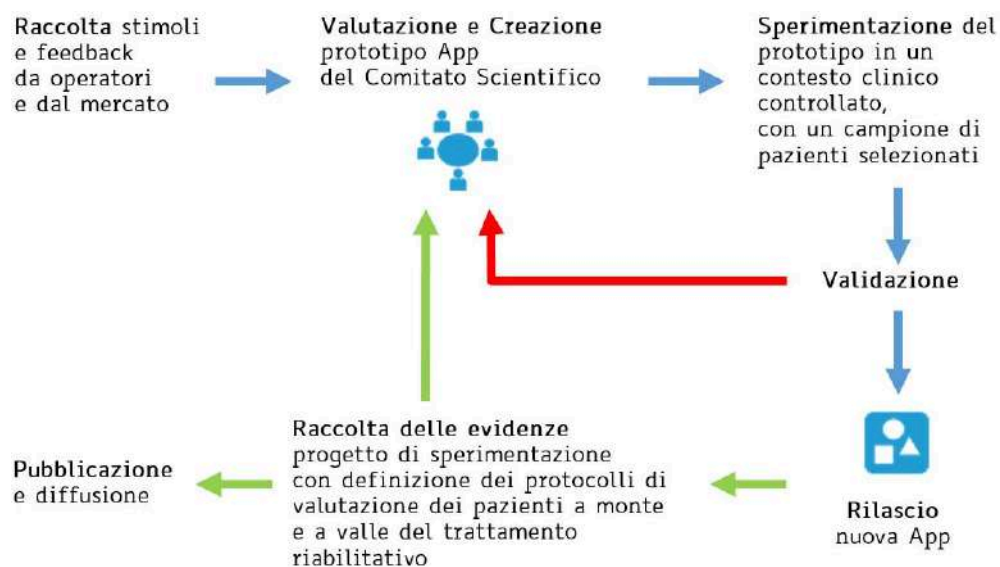 Raccolta stimoli
e feedback
da operatori
e dal mercato
Valutazione e Creazione
prototipo App
del Comitato Scientifico
Sperimentazione del
prototipo in un
contesto clinico
controllato,
con un campione di
pazienti selezionati
Validazione
Rilascio
nuova App
Raccolta delle evidenze
progetto di sperimentazione
con definizione dei protocolli di
valutazione dei pazienti a monte
e a valle del trattamento
riabilitativo
Pubblicazione
e diffusione